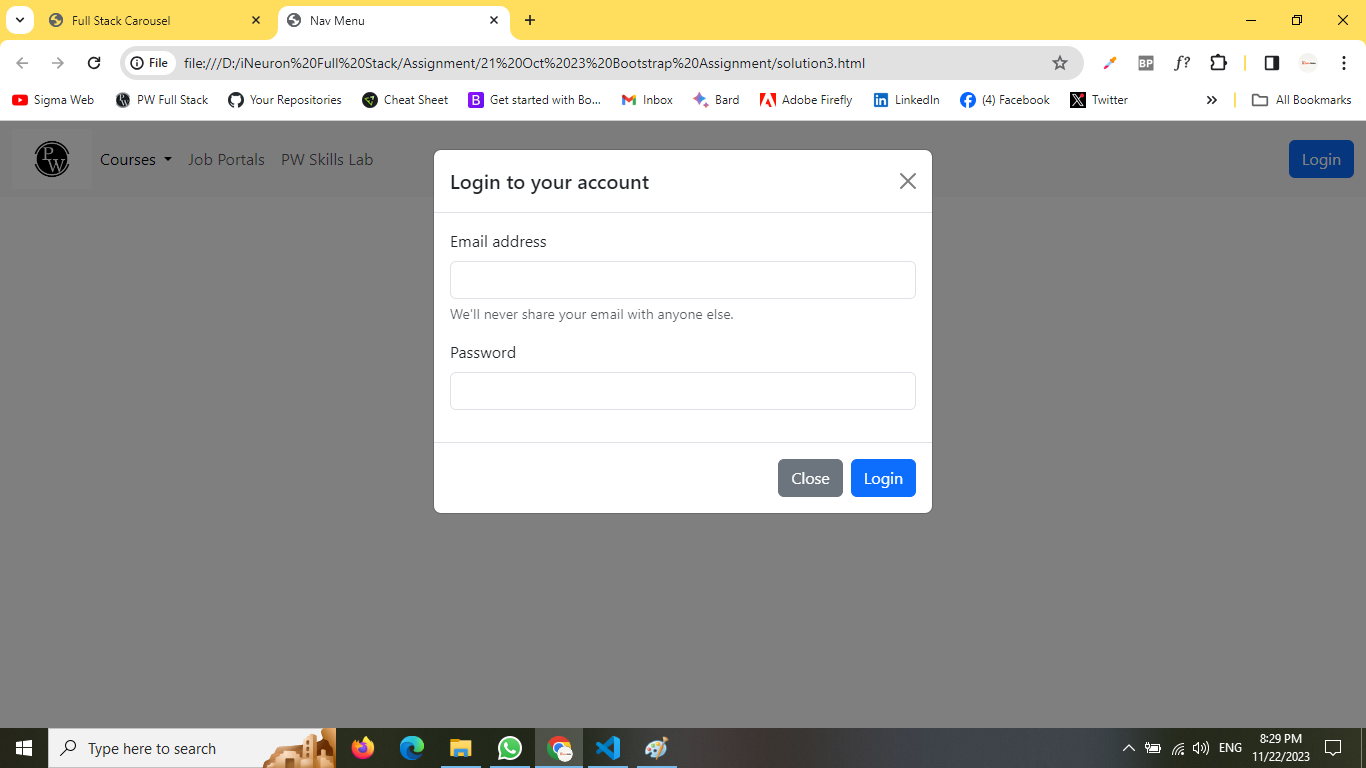 Full Stack Carousel
Nav Menu
File
file:///D:/iNeuron%20Full%20Stack/Assignment/21%20Oct%2023%20Bootstrap%20Assignment/solution3.html
BP
f?
Sigma Web
PW Full Stack
Your Repositories
Cheat Sheet
Get started with Bo...
Inbox
Bard
Adobe Firefly
LinkedIn
(4) Facebook
Twitter
All Bookmarks
PW
Courses
Job Portals
PW Skills Lab
Login
Login to your account
Email address
We'll never share your email with anyone else.
Password
Close
Login
Type here to search
ENG
8:29 PM
11/22/2023